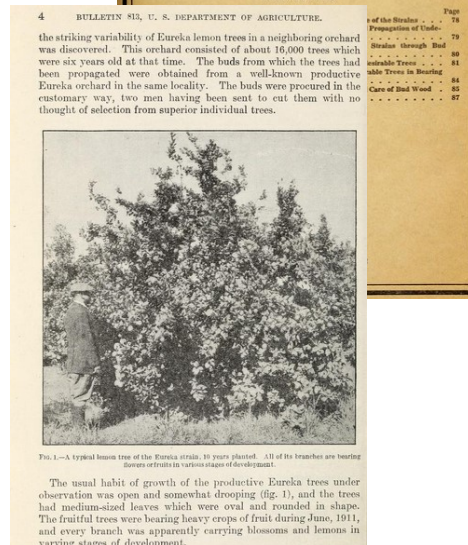 4 BULLETIN 813, U. S. DEPARTMENT OF AGRICULTURE.
the striking variability of Eureka lemon trees in a neighboring orchard
was discovered. This orchard consisted of about 16,000 trees which
were six years old at that time. The buds from which the trees had
been propagated were obtained from a well-known productive
Eureka orchard in the same locality. The buds were procured in the
customary way, two men having been sent to cut them with no
thought of selection from superior individual trees.
FIG. 1.—A typical lemon tree of the Eureka strain, 10 years planted. All of its branches are bearing
flowers or fruits in various stages of development.
The usual habit of growth of the productive Eureka trees under
observation was open and somewhat drooping (fig. 1), and the trees
had medium-sized leaves which were oval and rounded in shape.
The fruitful trees were bearing heavy crops of fruit during June, 1911,
and every branch was apparently carrying blossoms and lemons in
varying stages of development.
Page
of the Strains . . . 78
Propagation of Unde-
. . . . . . . 79
Strains through Bud
. . . . . . . 80
Trees . . . . 81
Trees in Bearing
. . . . . . . 84
Care of Bud Wood . 85
. . . . . . . 87